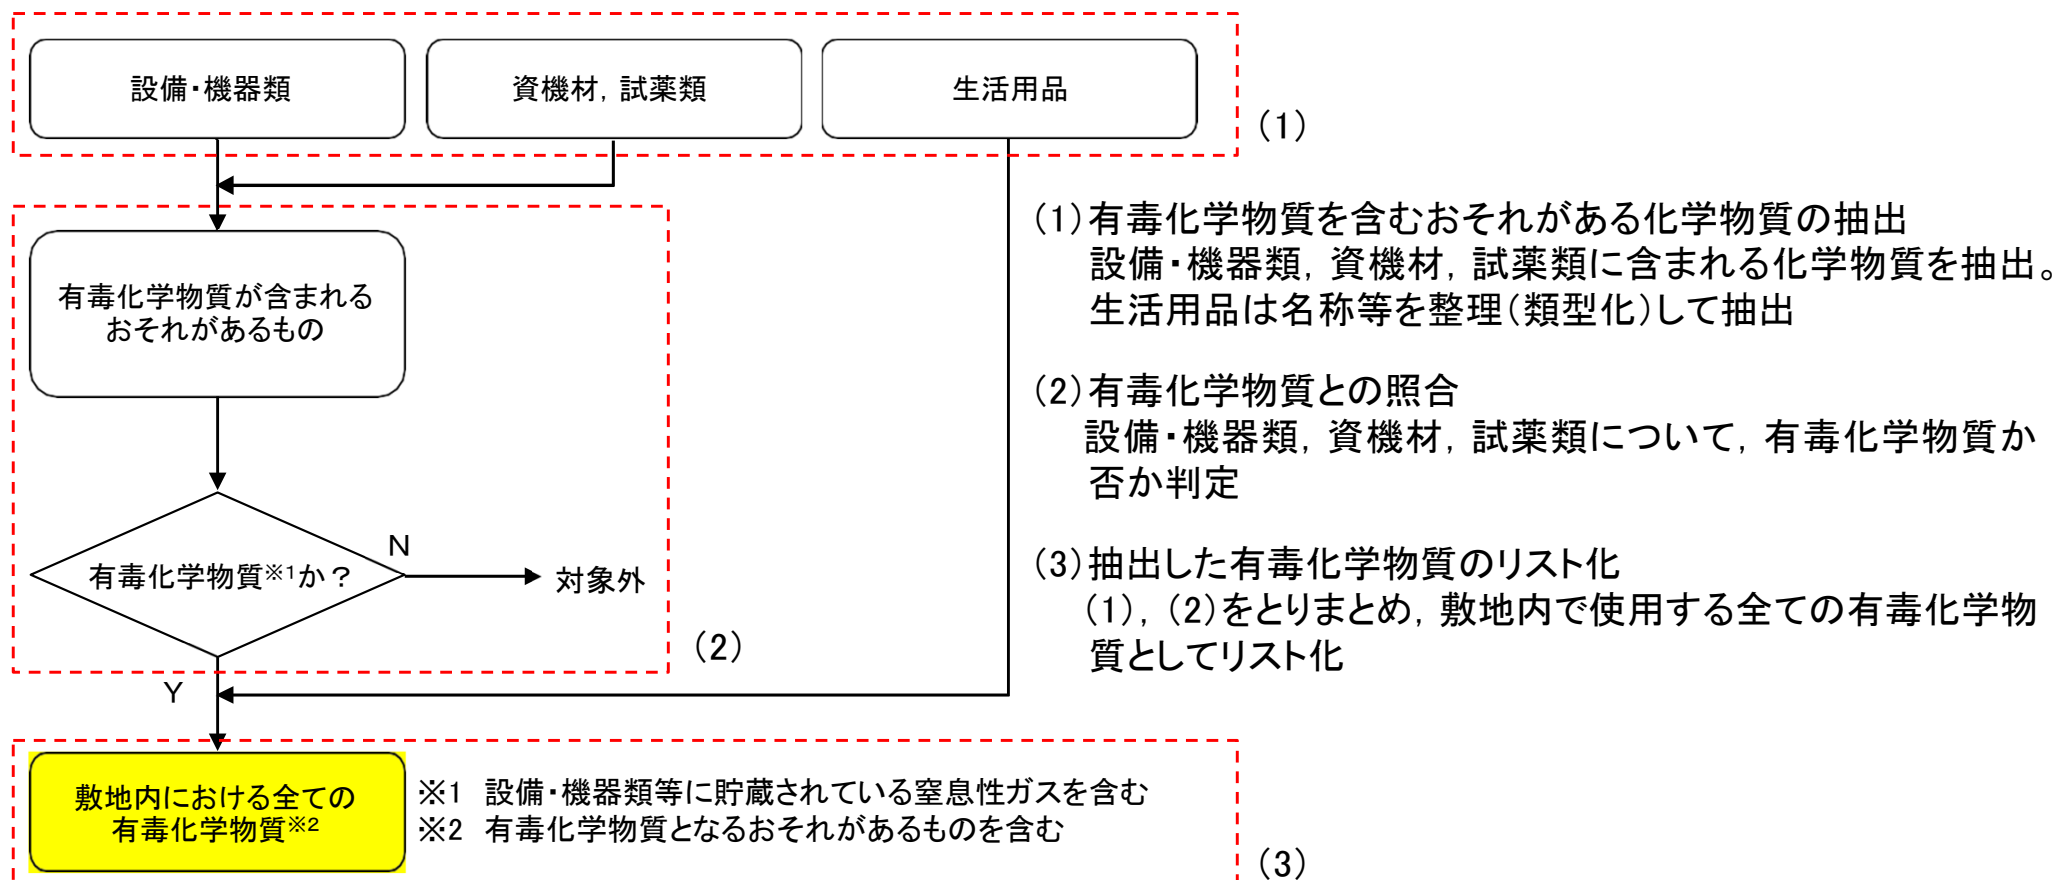 設備・機器類
資機材，試薬類
生活用品
（1）
有毒化学物質が含まれる
おそれがあるもの
有毒化学物質※1か？
N
対象外
（2）
Y
敷地内における全ての
有毒化学物質※2
※1 設備・機器類等に貯蔵されている窒息性ガスを含む
※2 有毒化学物質となるおそれがあるものを含む
（3）
（1）有毒化学物質を含むおそれがある化学物質の抽出
設備・機器類，資機材，試薬類に含まれる化学物質を抽出。
生活用品は名称等を整理（類型化）して抽出
（2）有毒化学物質との照合
設備・機器類，資機材，試薬類について，有毒化学物質か
否か判定
（3）抽出した有毒化学物質のリスト化
（1），（2）をとりまとめ，敷地内で使用する全ての有毒化学物
質としてリスト化